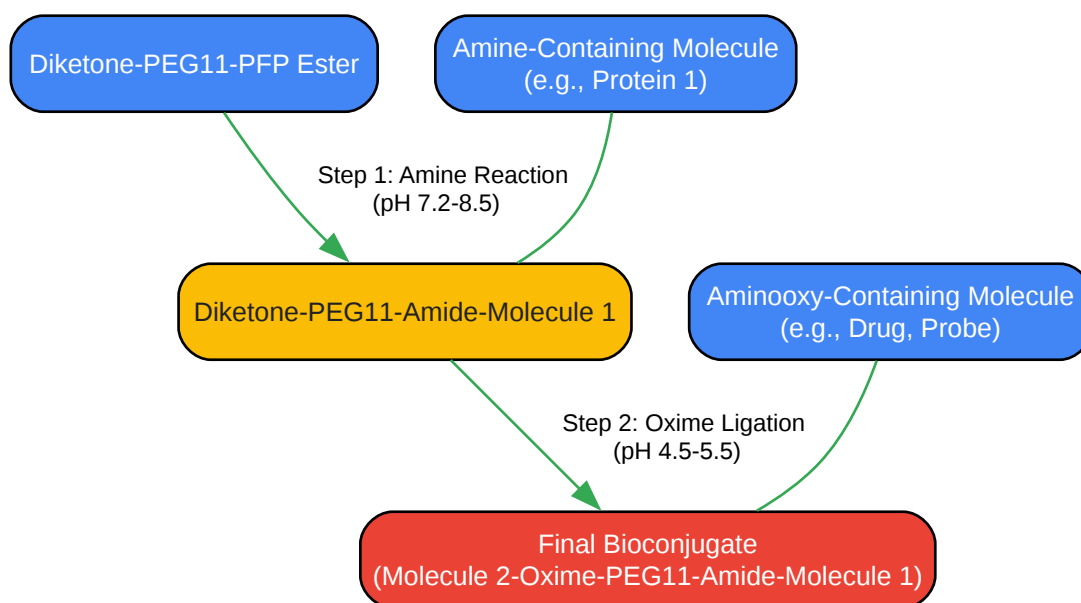 Diketone-PEG11-PFP Ester
Amine-Containing Molecule
(e.g., Protein 1)
Step 1: Amine Reaction
(pH 7.2-8.5)
Diketone-PEG11-Amide-Molecule 1
Aminooxy-Containing Molecule
(e.g., Drug, Probe)
Step 2: Oxime Ligation
(pH 4.5-5.5)
Final Bioconjugate
(Molecule 2-Oxime-PEG11-Amide-Molecule 1)